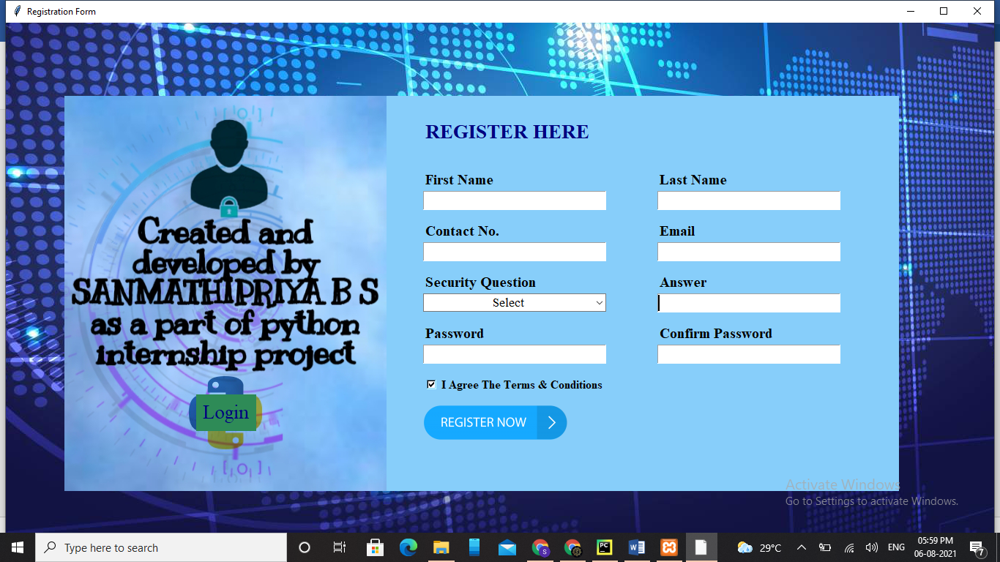 Registration Form
Created and
developed by
SANMATHIPRIYA B S
as a part of python
internship project
Login
REGISTER HERE
First Name
Last Name
Contact No.
Email
Security Question
Answer
Select
Password
Confirm Password
I Agree The Terms & Conditions
REGISTER NOW
Activate Windows
Go to Settings to activate Windows.
Type here to search
29°C
ENG
05:59 PM
06-08-2021
7